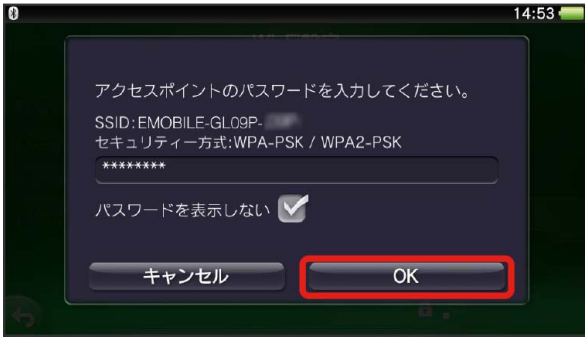 14:53
アクセスポイントのパスワードを入力してください。
SSID:EMOBILE-GL09P-
セキュリティー方式:WPA-PSK / WPA2-PSK
********
パスワードを表示しない
キャンセル
OK